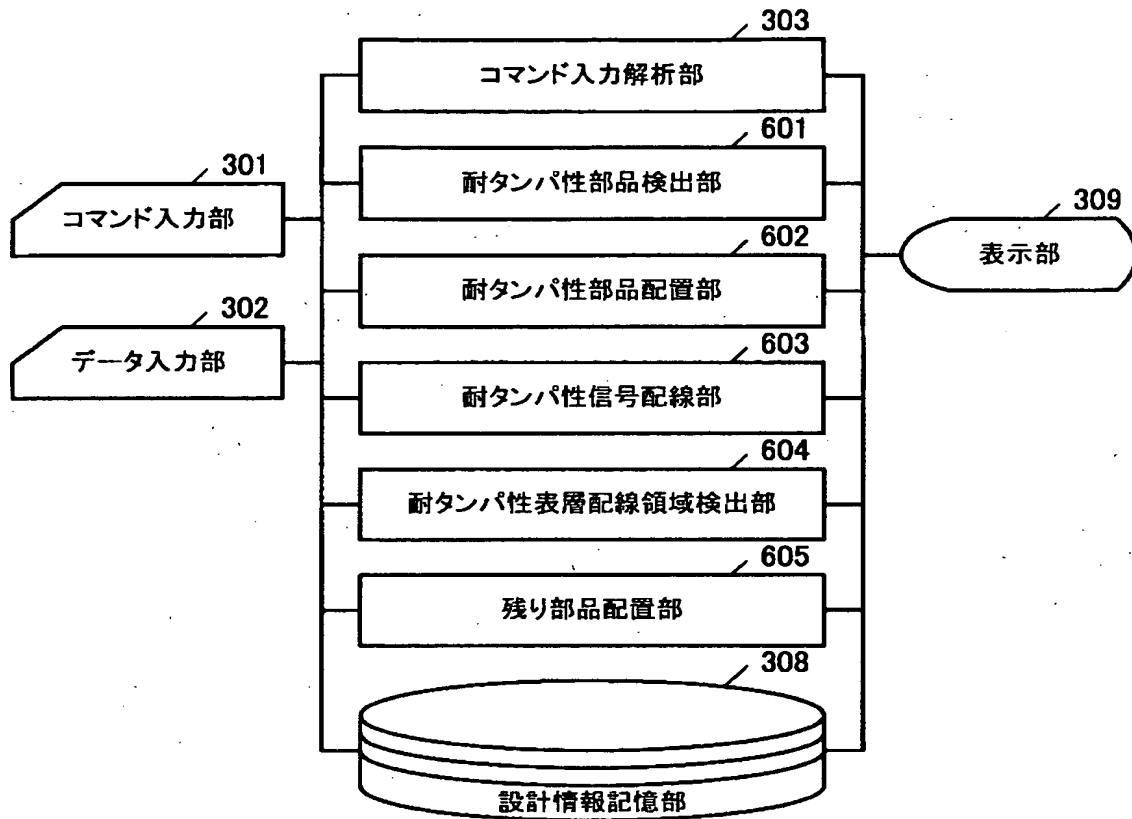 303
コマンド入力解析部
601
耐タンパ性部品検出部
301
コマンド入力部
602
耐タンパ性部品配置部
309
表示部
302
データ入力部
603
耐タンパ性信号配線部
604
耐タンパ性表層配線領域検出部
605
残り部品配置部
308
設計情報記憶部